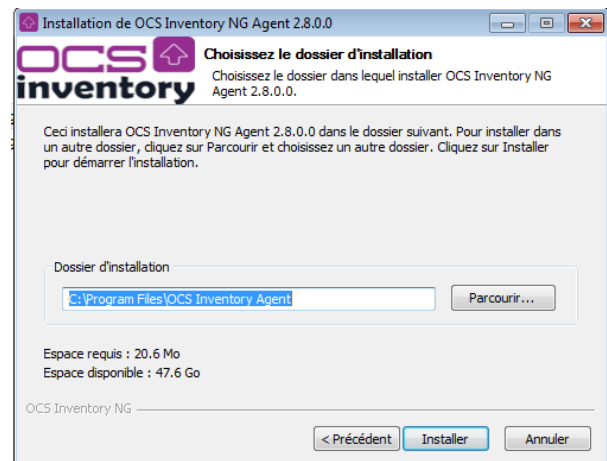 Installation de OCS Inventory NG Agent 2.8.0.0
OCS
inventory
Choisissez le dossier d'installation
Choisissez le dossier dans lequel installer OCS Inventory NG
Agent 2.8.0.0.
Ceci installera OCS Inventory NG Agent 2.8.0.0 dans le dossier suivant. Pour installer dans
un autre dossier, cliquez sur Parcourir et choisissez un autre dossier. Cliquez sur Installer
pour démarrer l'installation.
Dossier d'installation
C:\Program Files\OCS Inventory Agent
Parcourir...
Espace requis : 20.6 Mo
Espace disponible : 47.6 Go
OCS Inventory NG
< Précédent
Installer
Annuler